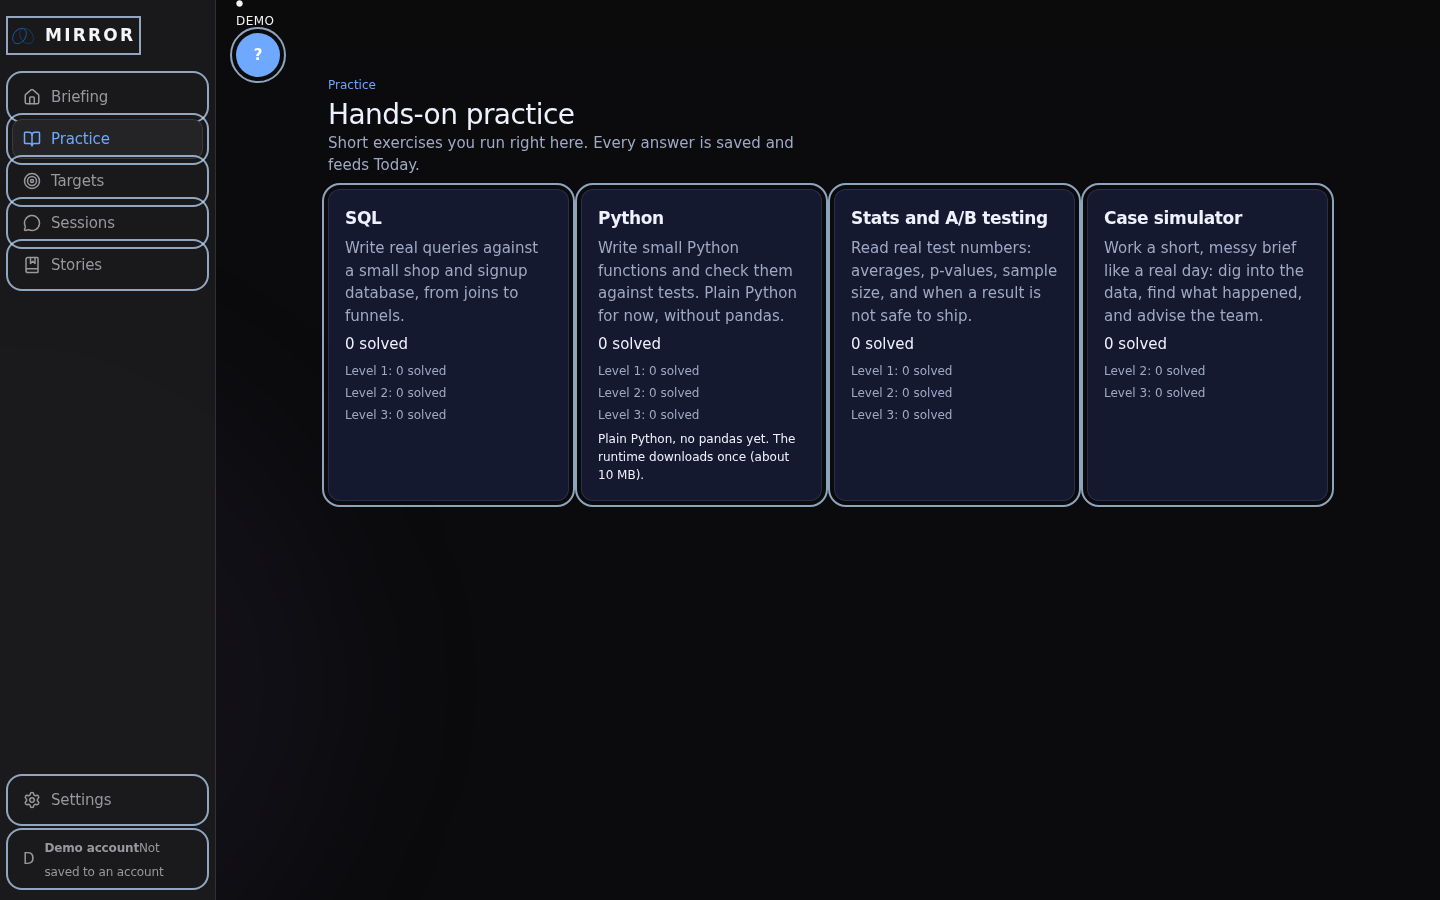 MIRROR
Briefing
Practice
Targets
Sessions
Stories
Settings
D
Demo accountNot
saved to an account
DEMO
?
Practice
Hands-on practice
Short exercises you run right here. Every answer is saved and
feeds Today.
SQL
Write real queries against
a small shop and signup
database, from joins to
funnels.
0 solved
Level 1: 0 solved
Level 2: 0 solved
Level 3: 0 solved
Python
Write small Python
functions and check them
against tests. Plain Python
for now, without pandas.
0 solved
Level 1: 0 solved
Level 2: 0 solved
Level 3: 0 solved
Plain Python, no pandas yet. The
runtime downloads once (about
10 MB).
Stats and A/B testing
Read real test numbers:
averages, p-values, sample
size, and when a result is
not safe to ship.
0 solved
Level 1: 0 solved
Level 2: 0 solved
Level 3: 0 solved
Case simulator
Work a short, messy brief
like a real day: dig into the
data, find what happened,
and advise the team.
0 solved
Level 2: 0 solved
Level 3: 0 solved